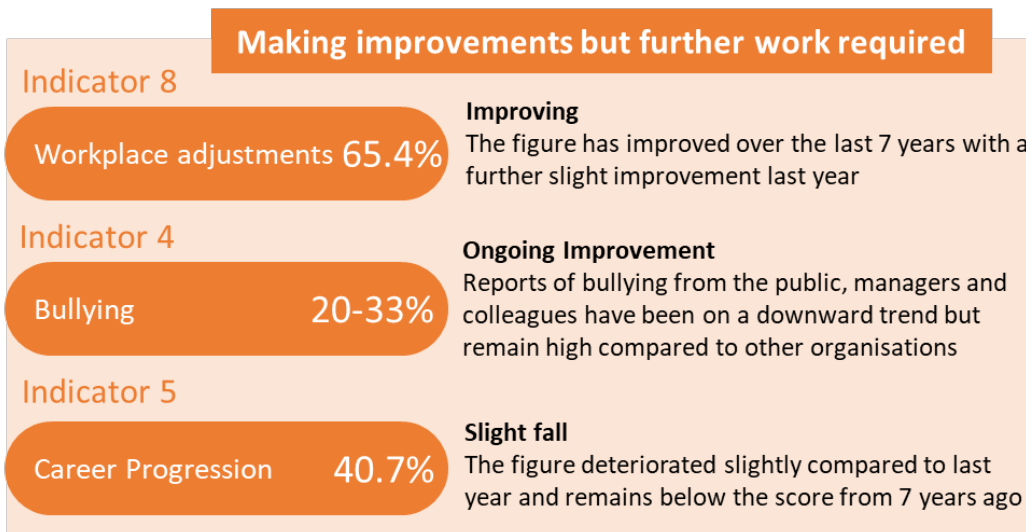 Making improvements but further work required
Indicator 8
Workplace adjustments 65.4%
Improving
The figure has improved over the last 7 years with a
further slight improvement last year
Indicator 4
Bullying 20-33%
Ongoing Improvement
Reports of bullying from the public, managers and
colleagues have been on a downward trend but
remain high compared to other organisations
Indicator 5
Career Progression 40.7%
Slight fall
The figure deteriorated slightly compared to last
year and remains below the score from 7 years ago